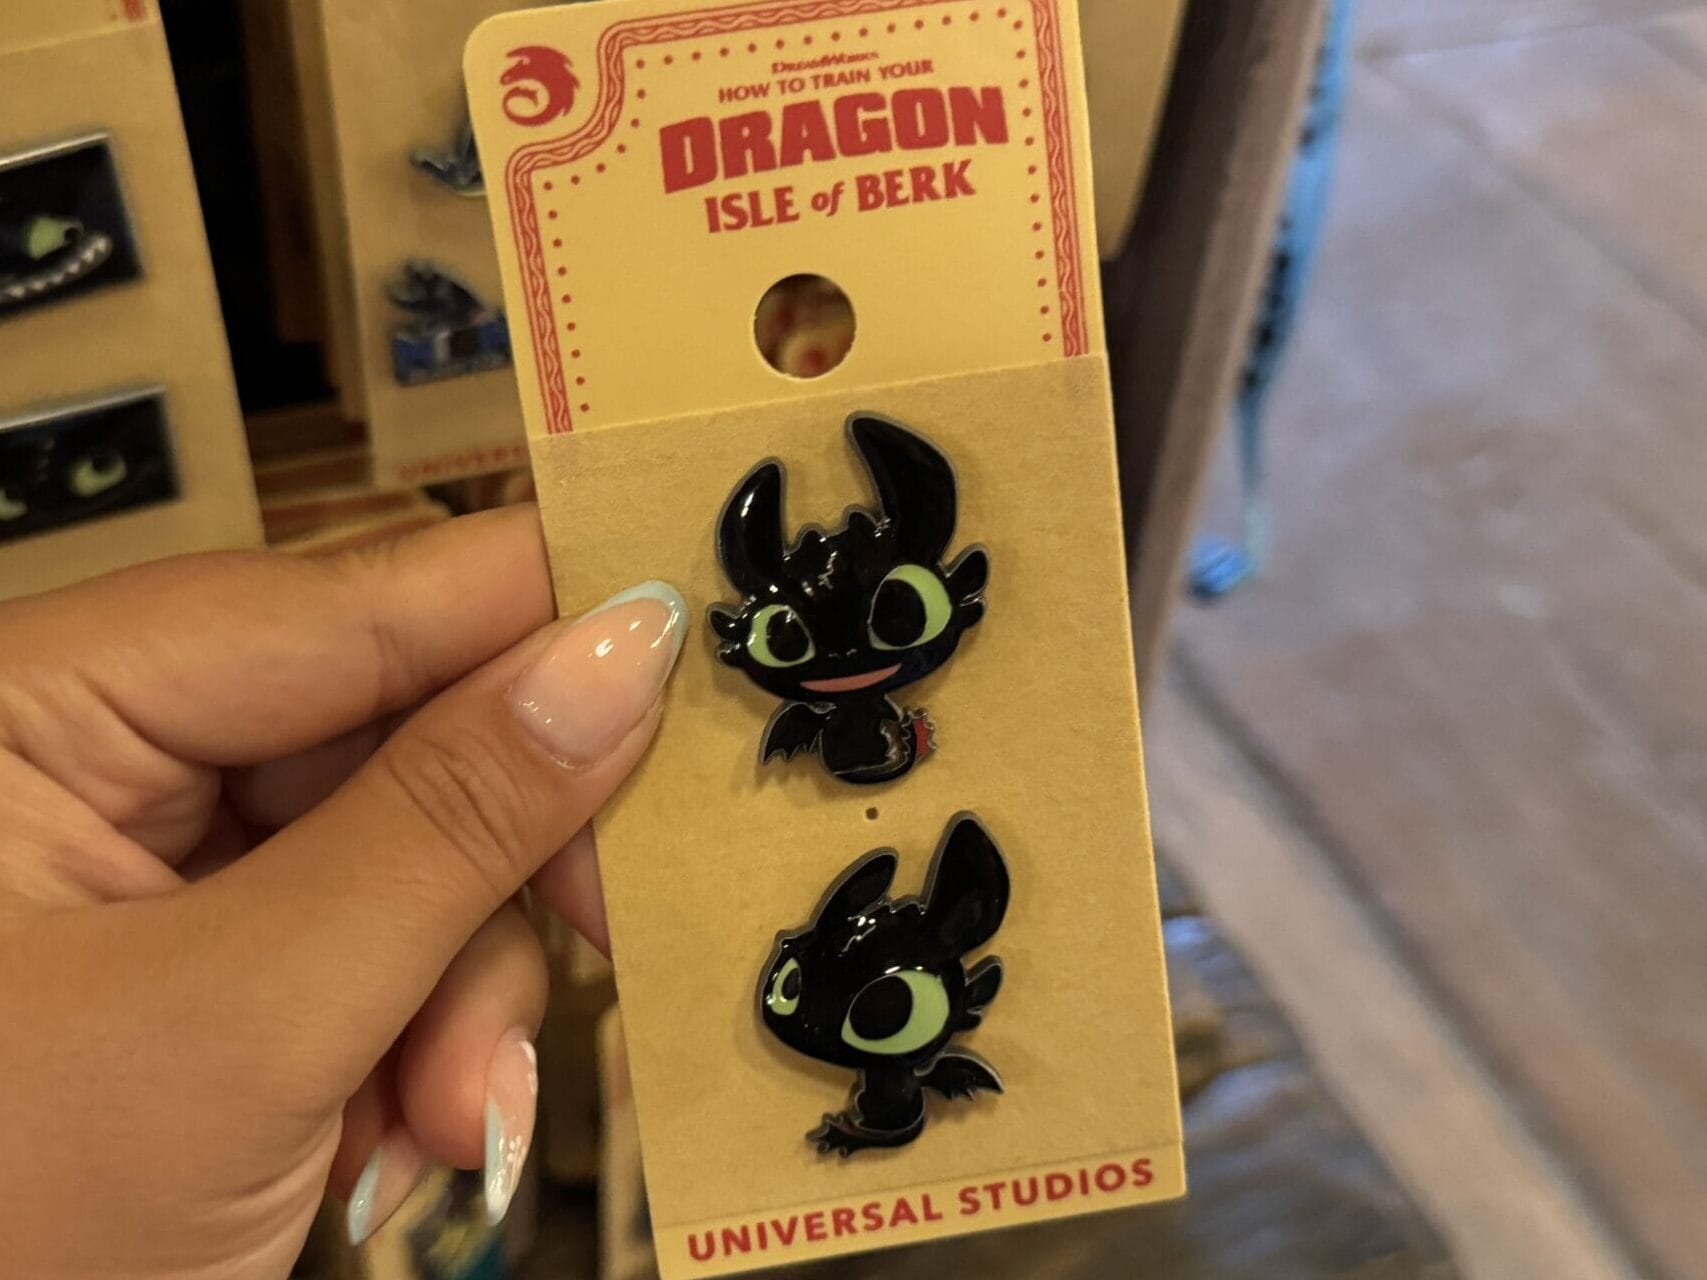 DREAMWORKS
HOW TO TRAIN YOUR
DRAGON
ISLE of BERK
UNIVERSAL STUDIOS